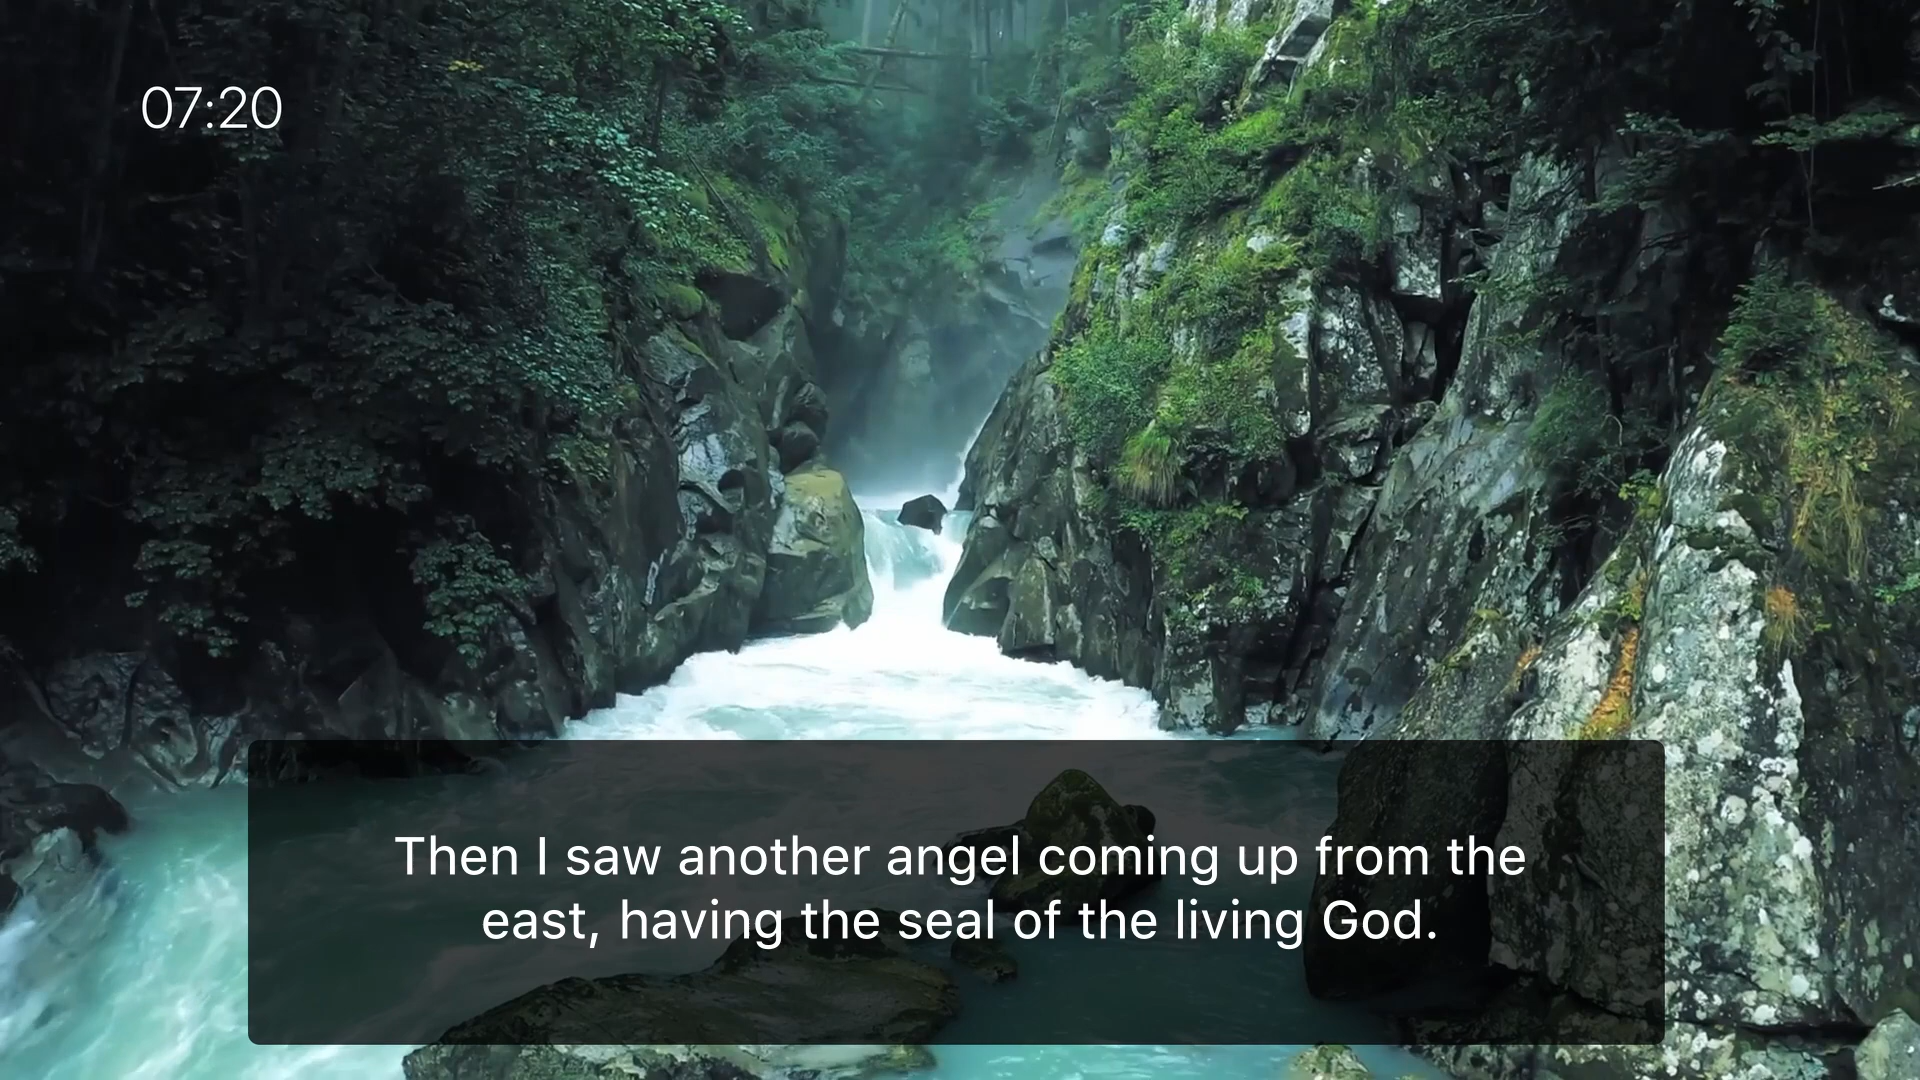 07:20
Then I saw another angel coming up from the
east, having the seal of the living God.